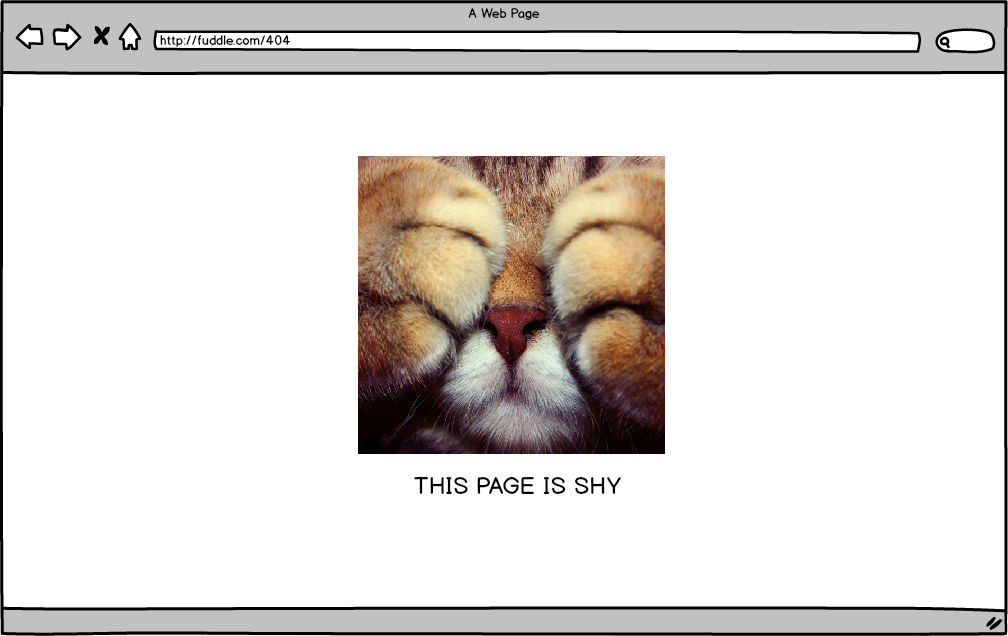 A Web Page
http://fuddle.com/404
THIS PAGE IS SHY